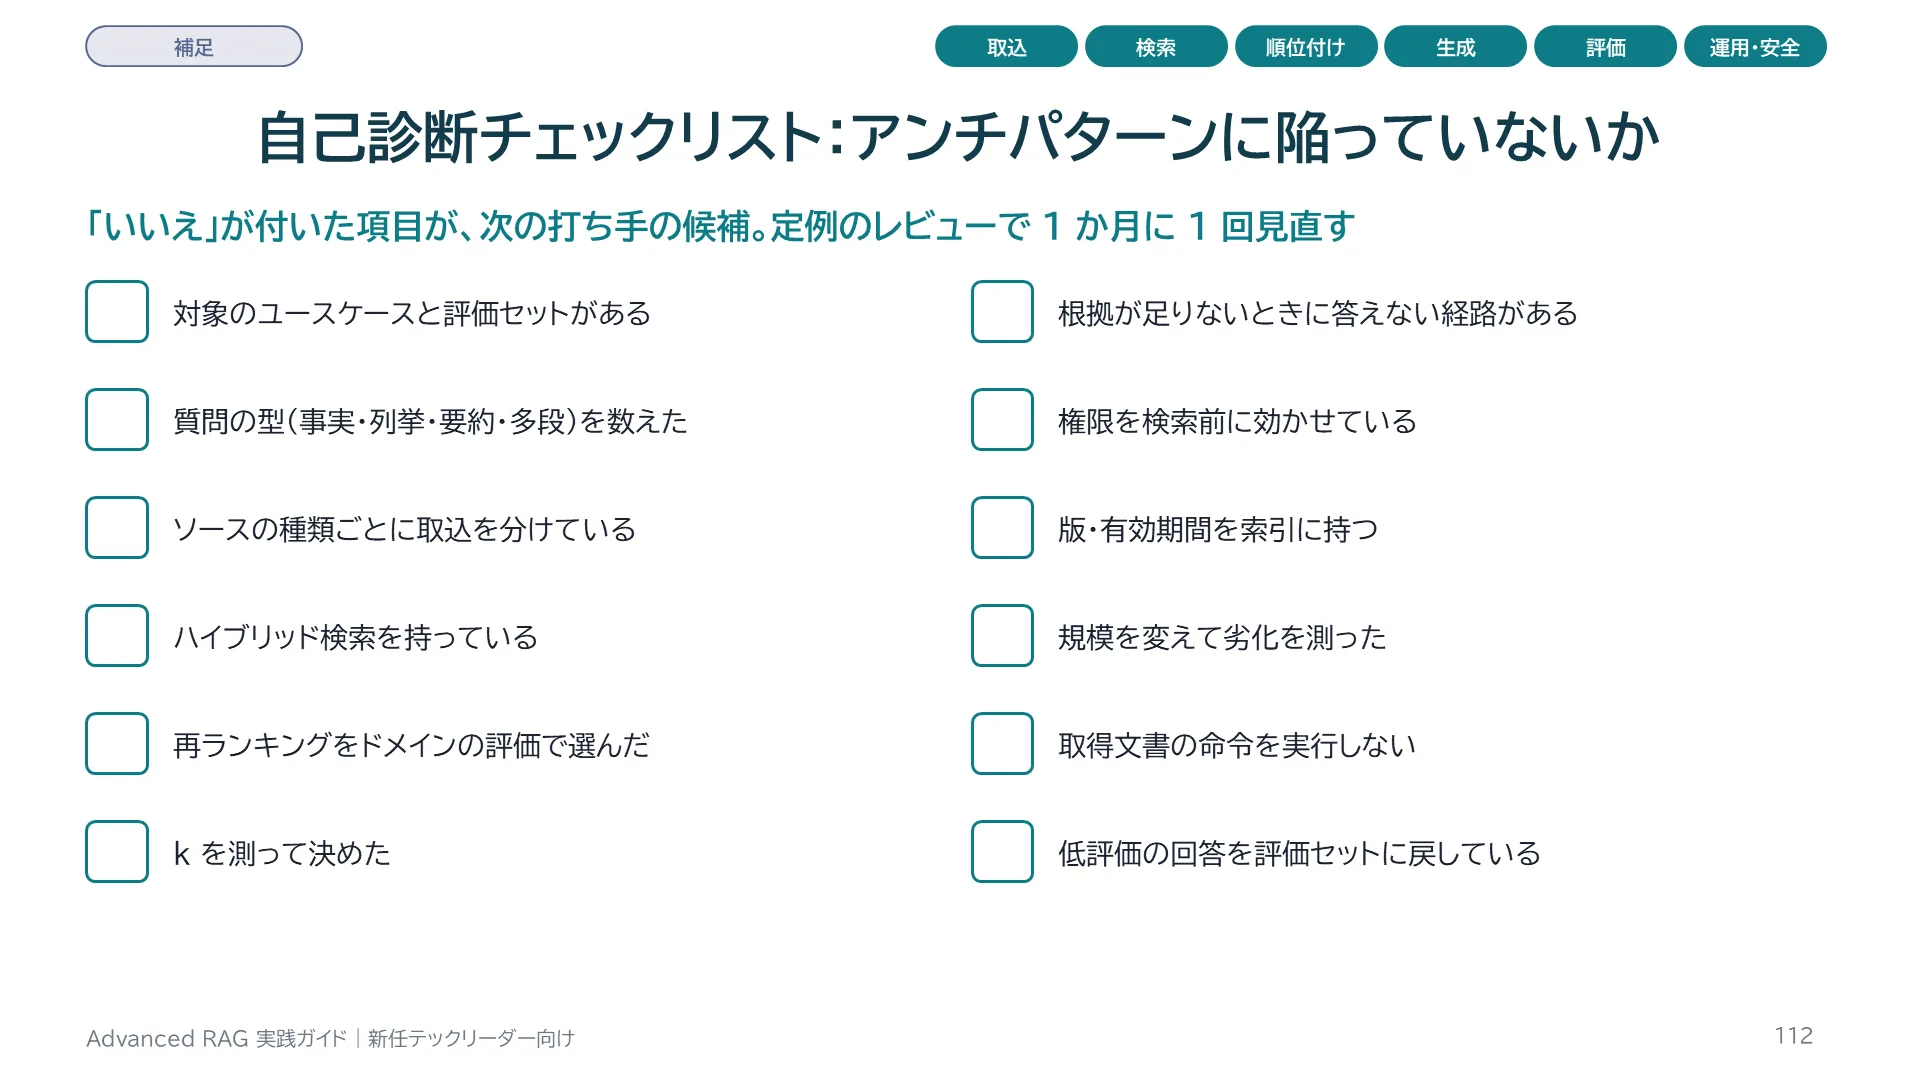 補足
取込
検索
順位付け
生成
評価
運用・安全
自己診断チェックリスト：アンチパターンに陥っていないか
「いいえ」が付いた項目が、次の打ち手の候補。定例のレビューで 1 か月に 1 回見直す
対象のユースケースと評価セットがある
質問の型（事実・列挙・要約・多段）を数えた
ソースの種類ごとに取込を分けている
ハイブリッド検索を持っている
再ランキングをドメインの評価で選んだ
k を測って決めた
根拠が足りないときに答えない経路がある
権限を検索前に効かせている
版・有効期間を索引に持つ
規模を変えて劣化を測った
取得文書の命令を実行しない
低評価の回答を評価セットに戻している
Advanced RAG 実践ガイド｜新任テックリーダー向け
112